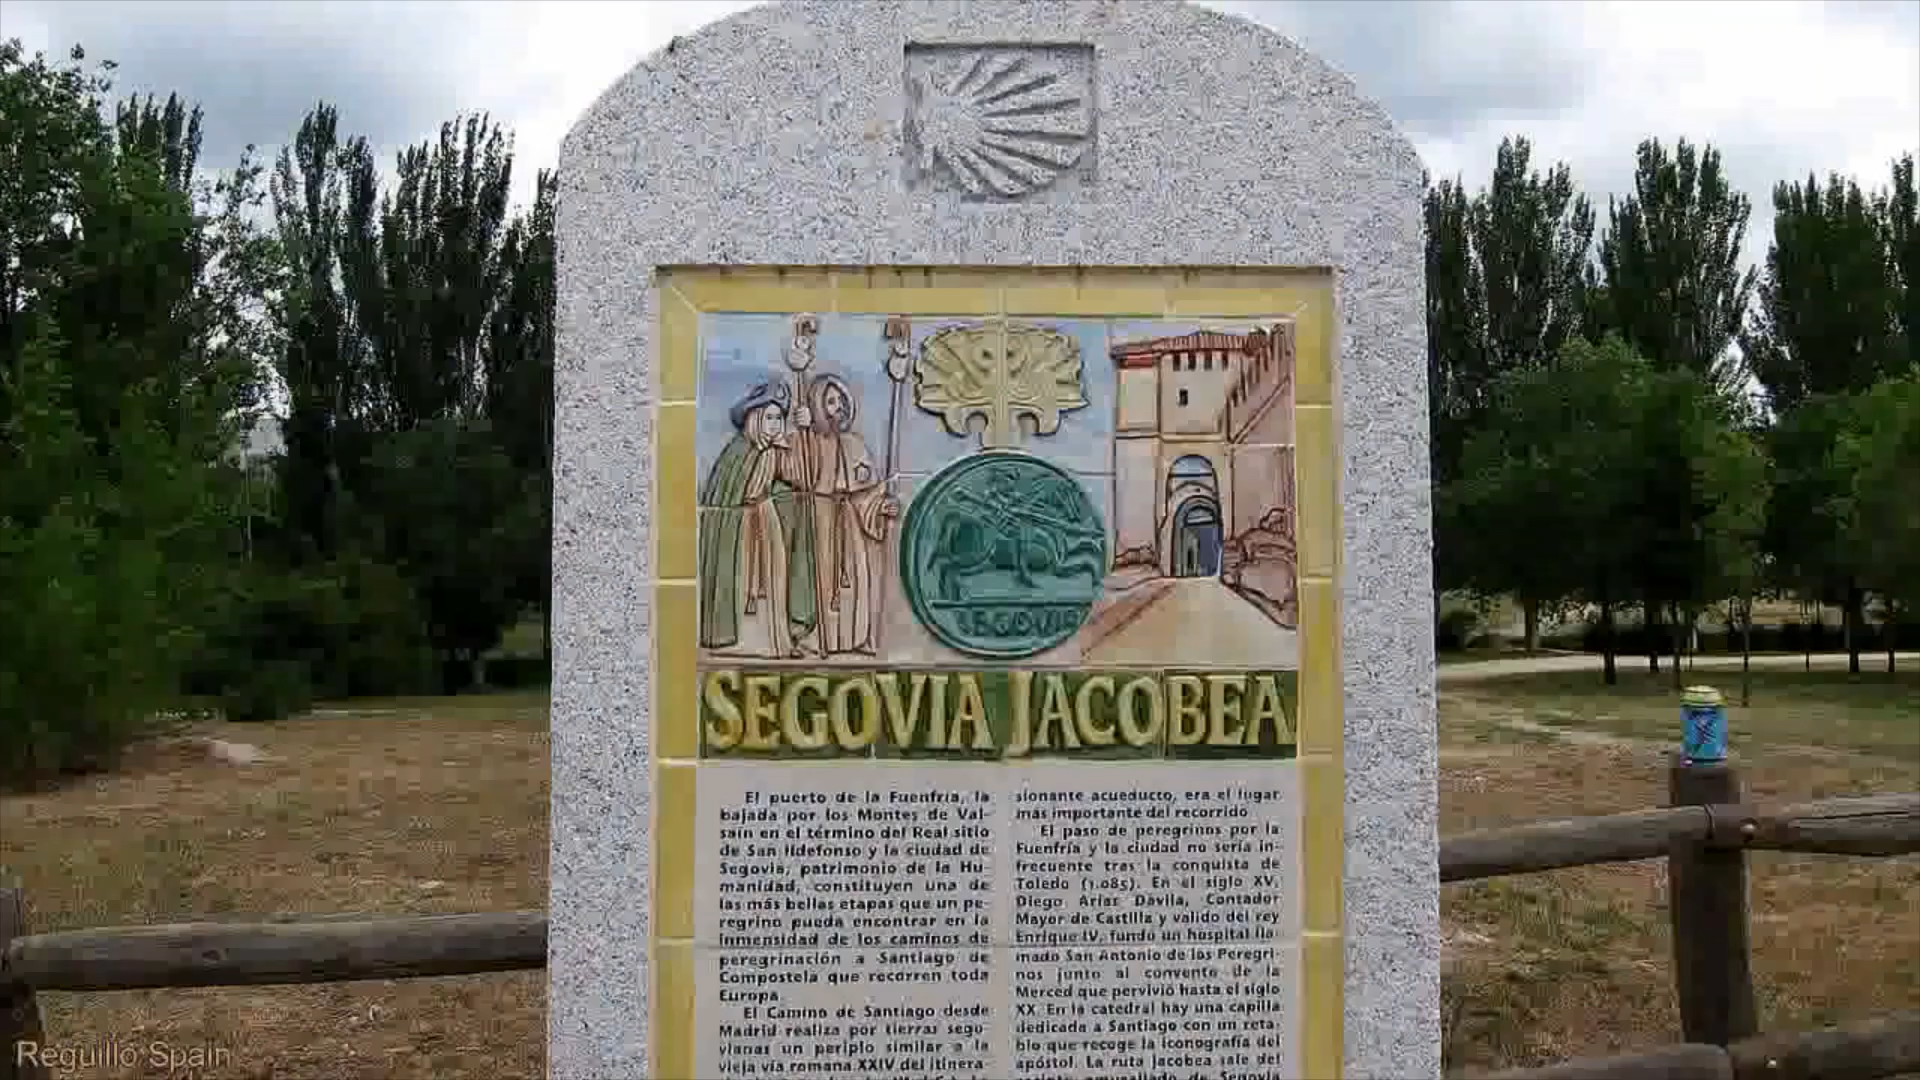 SEGOVIA
SEGOVIA JACOBEA
El puerto de la Fuenfría, la
bajada por los Montes de Val-
saín en el término del Real sitio
de San Ildefonso y la ciudad de
Segovia, patrimonio de la Hu-
manidad, constituyen una de
las más bellas etapas que un pe-
regrino pueda encontrar en la
inmensidad de los caminos de
peregrinación a Santiago de
Compostela que recorren toda
Europa
El Camino de Santiago desde
Madrid realiza por tierras sego-
vianas un periplo similar a la
vieja via romana XXIV del itinera-
sionante acueducto, era el lugar
más importante del recorrido
El paso de peregrinos por la
Fuenfría y la ciudad no sería in-
frecuente tras la conquista de
Toledo (1.085). En el siglo XV,
Diego Arias Dávila, Contador
Mayor de Castilla y valido del rey
Enrique IV, fundó un hospital lla-
mado San Antonio de los Peregri-
nos junto al convento de la
Merced que pervivió hasta el siglo
XX. En la catedral hay una capilla
dedicada a Santiago con un reta-
blo que recoge la iconografía del
apóstol. La ruta jacobea sale del
recinto amurallado de Segovia
Reguillo Spain